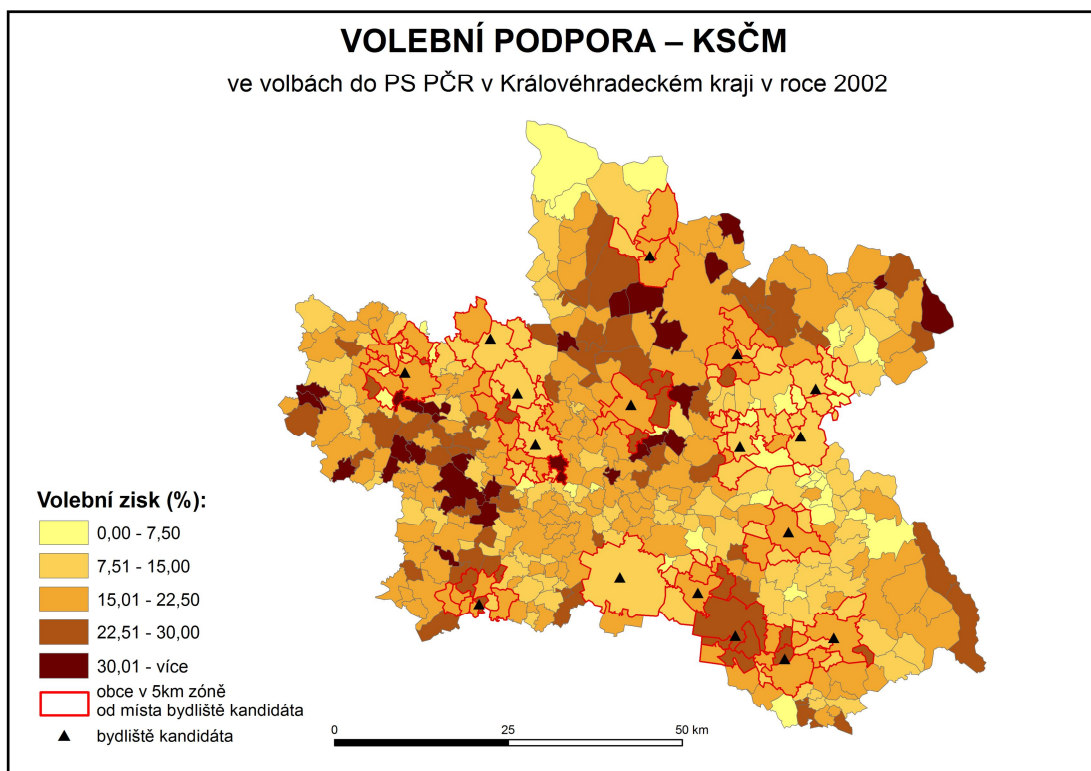 VOLEBNÍ PODPORA – KSČM
ve volbách do PS PČR v Královéhradeckém kraji v roce 2002
Volební zisk (%):
0,00 - 7,50
7,51 - 15,00
15,01 - 22,50
22,51 - 30,00
30,01 - více
obce v 5km zóně
od místa bydliště kandidáta
bydliště kandidáta
0 25 50 km